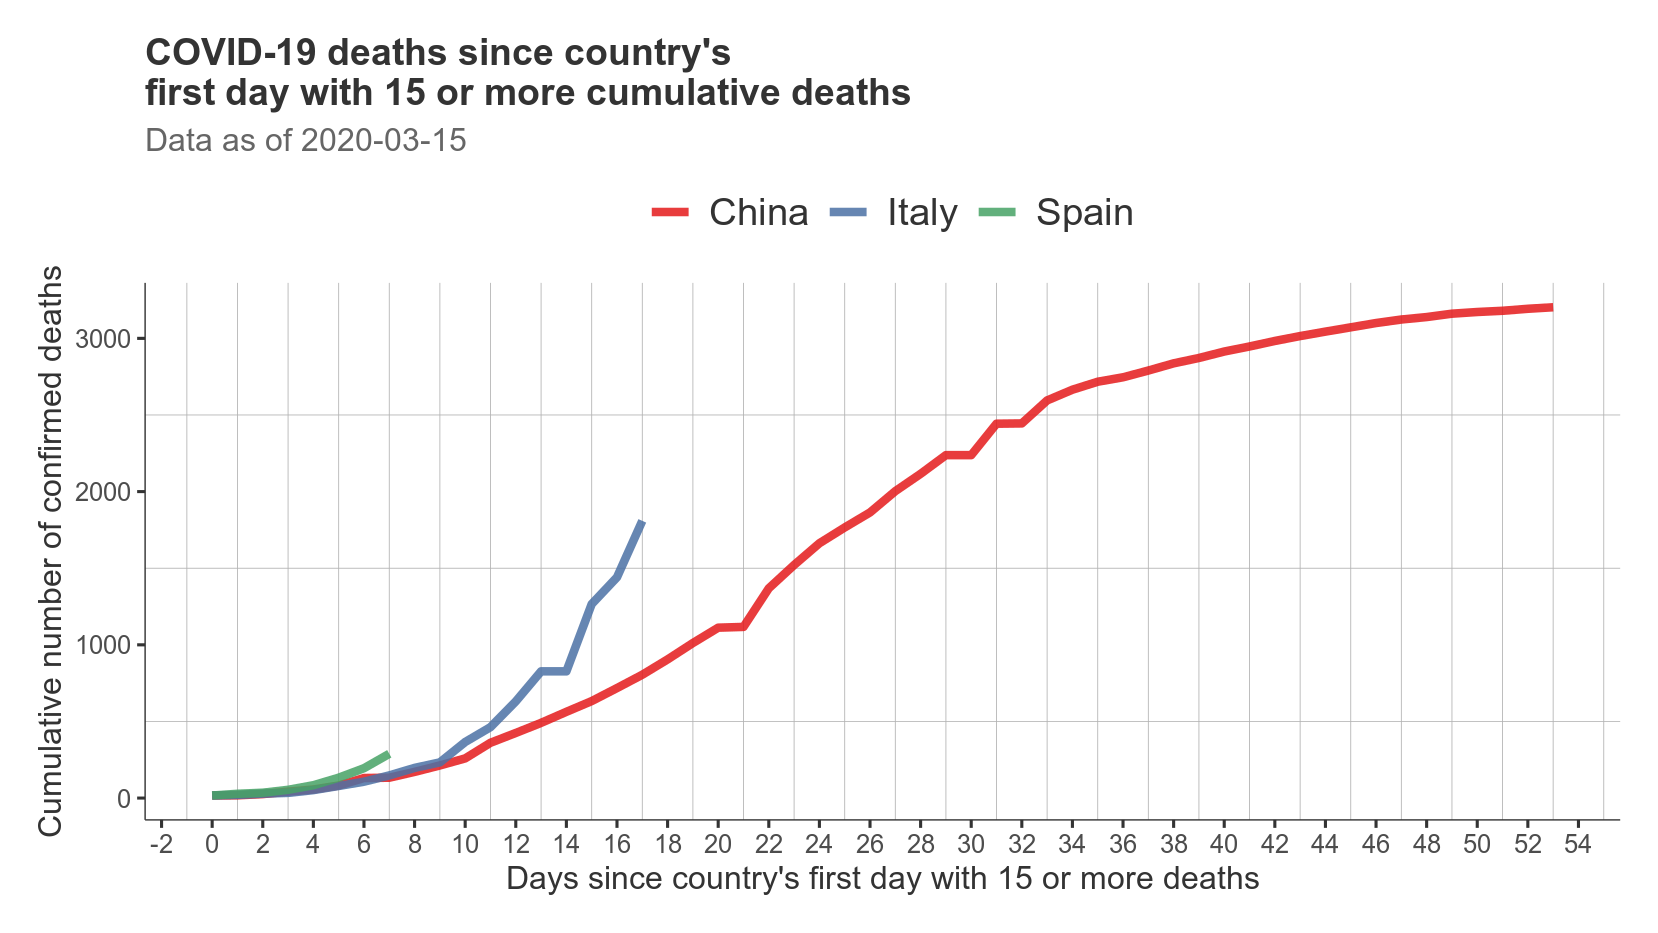 COVID-19 deaths since country's
first day with 15 or more cumulative deaths
Data as of 2020-03-15
China Italy Spain
Cumulative number of confirmed deaths
3000
2000
1000
0
-2 0 2 4 6 8 10 12 14 16 18 20 22 24 26 28 30 32 34 36 38 40 42 44 46 48 50 52 54
Days since country's first day with 15 or more deaths